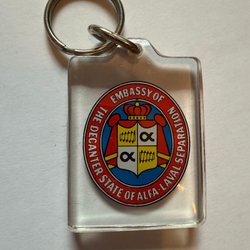 EMBASSY OF
THE DECANTER STATE OF ALFA-LAVAL SEPARATION
α
α